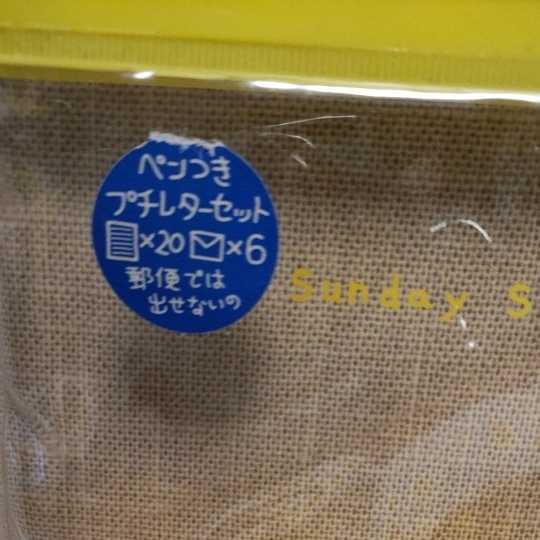 ペンつき
プチレターセット
×20 ×6
郵便では
出せないの
Sunday S